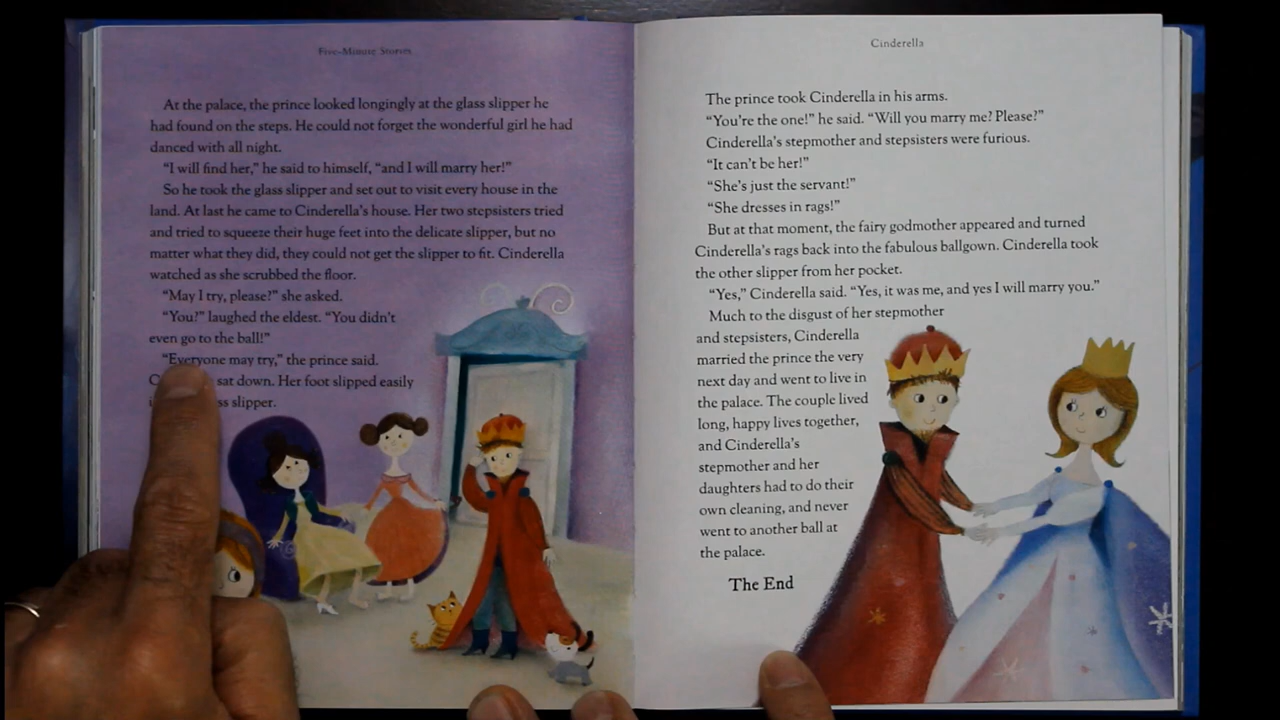 Five-Minute Stories
At the palace, the prince looked longingly at the glass slipper he
had found on the steps. He could not forget the wonderful girl he had
danced with all night.
“I will find her,” he said to himself, “and I will marry her!”
So he took the glass slipper and set out to visit every house in the
land. At last he came to Cinderella’s house. Her two stepsisters tried
and tried to squeeze their huge feet into the delicate slipper, but no
matter what they did, they could not get the slipper to fit. Cinderella
watched as she scrubbed the floor.
“May I try, please?” she asked.
“You?” laughed the eldest. “You didn’t
even go to the ball!”
“Everyone may try,” the prince said.
sat down. Her foot slipped easily
slipper.
Cinderella
The prince took Cinderella in his arms.
“You’re the one!” he said. “Will you marry me? Please?”
Cinderella’s stepmother and stepsisters were furious.
“It can’t be her!”
“She’s just the servant!”
“She dresses in rags!”
But at that moment, the fairy godmother appeared and turned
Cinderella’s rags back into the fabulous ballgown. Cinderella took
the other slipper from her pocket.
“Yes,” Cinderella said. “Yes, it was me, and yes I will marry you.”
Much to the disgust of her stepmother
and stepsisters, Cinderella
married the prince the very
next day and went to live in
the palace. The couple lived
long, happy lives together,
and Cinderella’s
stepmother and her
daughters had to do their
own cleaning, and never
went to another ball at
the palace.
The End